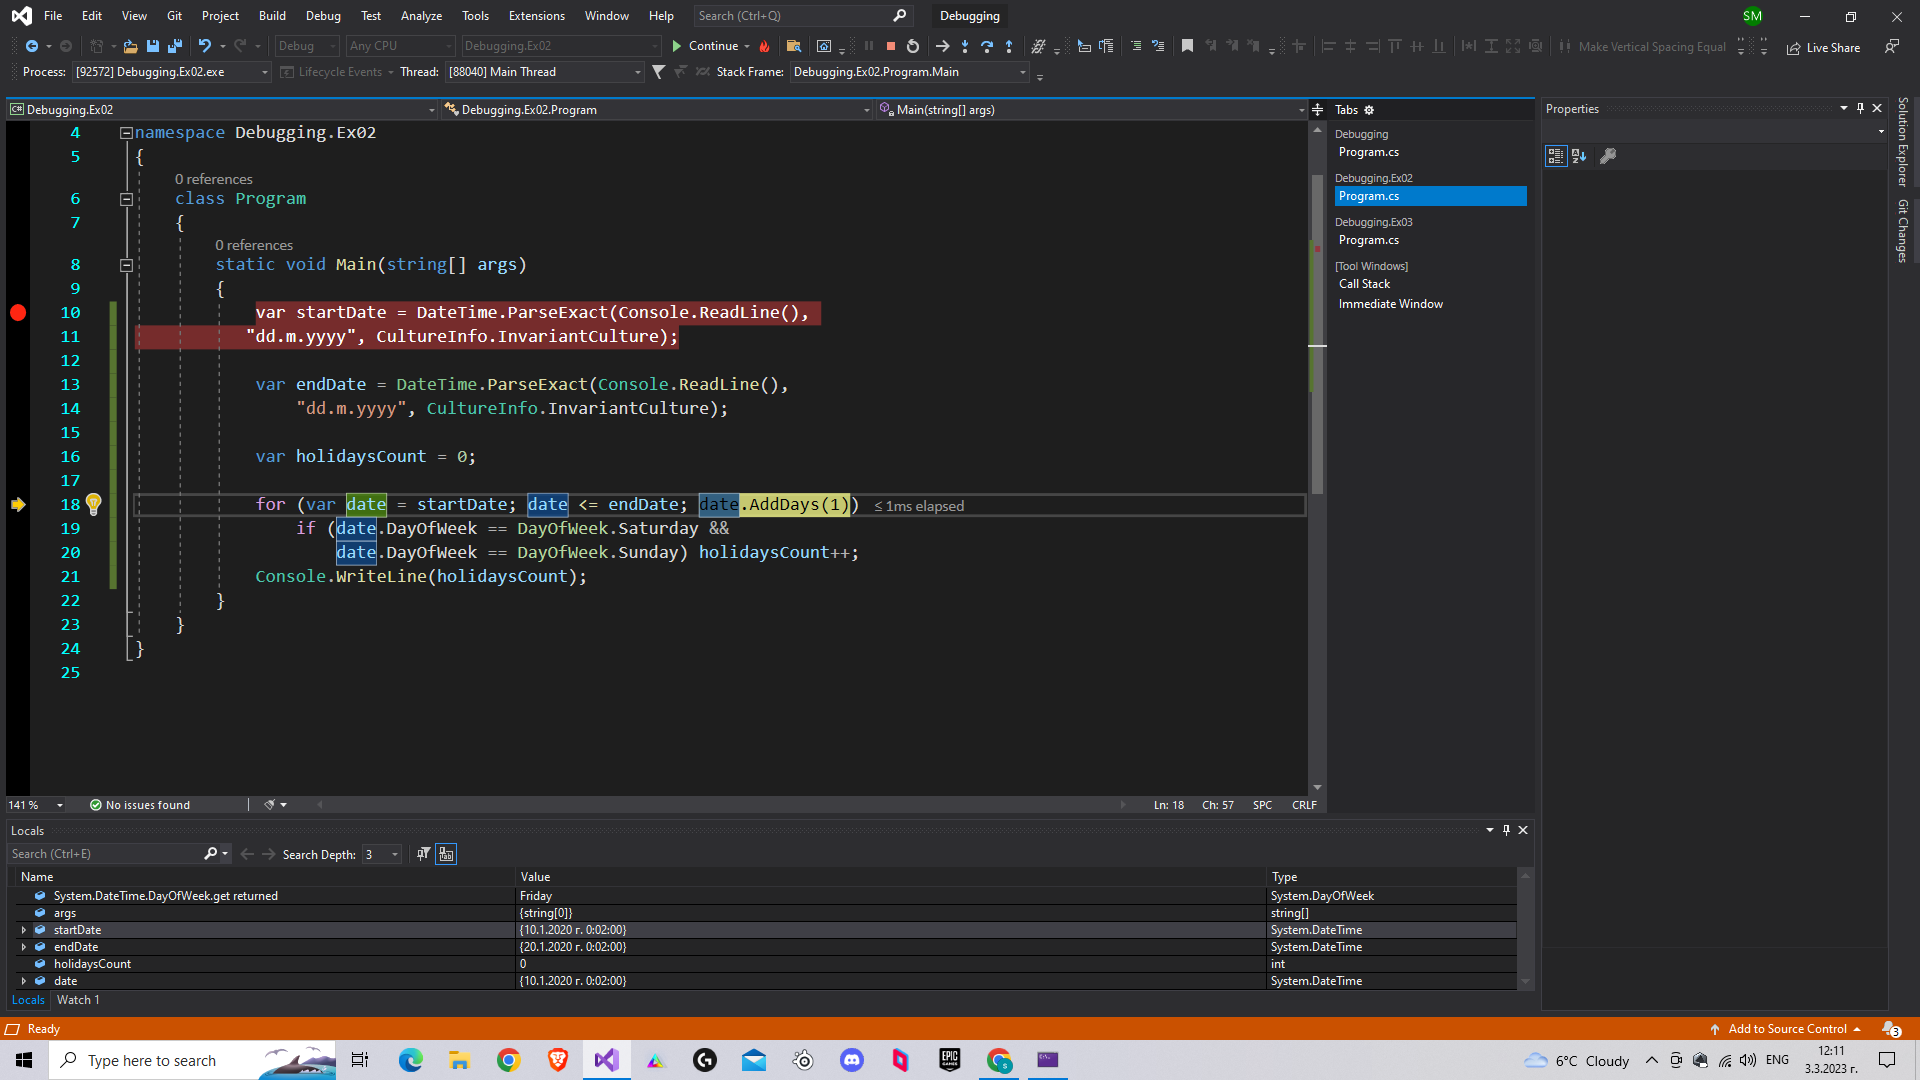 File Edit View Git Project Build Debug Test Analyze Tools Extensions Window Help Search (Ctrl+Q) Debugging SM
Debug Any CPU Debugging.Ex02 Continue Make Vertical Spacing Equal Live Share
Process: [92572] Debugging.Ex02.exe Lifecycle Events Thread: [88040] Main Thread Stack Frame: Debugging.Ex02.Program.Main
C# Debugging.Ex02 Debugging.Ex02.Program Main(string[] args)
4 namespace Debugging.Ex02
5 {
0 references
6 class Program
7 {
0 references
8 static void Main(string[] args)
9 {
10 var startDate = DateTime.ParseExact(Console.ReadLine(),
11 "dd.m.yyyy", CultureInfo.InvariantCulture);
12
13 var endDate = DateTime.ParseExact(Console.ReadLine(),
14 "dd.m.yyyy", CultureInfo.InvariantCulture);
15
16 var holidaysCount = 0;
17
18 for (var date = startDate; date <= endDate; date.AddDays(1)) ≤ 1ms elapsed
19 if (date.DayOfWeek == DayOfWeek.Saturday &&
20 date.DayOfWeek == DayOfWeek.Sunday) holidaysCount++;
21 Console.WriteLine(holidaysCount);
22 }
23 }
24 }
25
Tabs
Debugging
Program.cs
Debugging.Ex02
Program.cs
Debugging.Ex03
Program.cs
[Tool Windows]
Call Stack
Immediate Window
Properties
Solution Explorer
Git Changes
141 % No issues found Ln: 18 Ch: 57 SPC CRLF
Locals
Search (Ctrl+E) Search Depth: 3
Name Value Type
System.DateTime.DayOfWeek.get returned Friday System.DayOfWeek
args {string[0]} string[]
startDate {10.1.2020 г. 0:02:00} System.DateTime
endDate {20.1.2020 г. 0:02:00} System.DateTime
holidaysCount 0 int
date {10.1.2020 г. 0:02:00} System.DateTime
Locals Watch 1
Ready Add to Source Control 3
Type here to search EPIC GAMES S 6°C Cloudy ENG 12:11
3.3.2023 г.